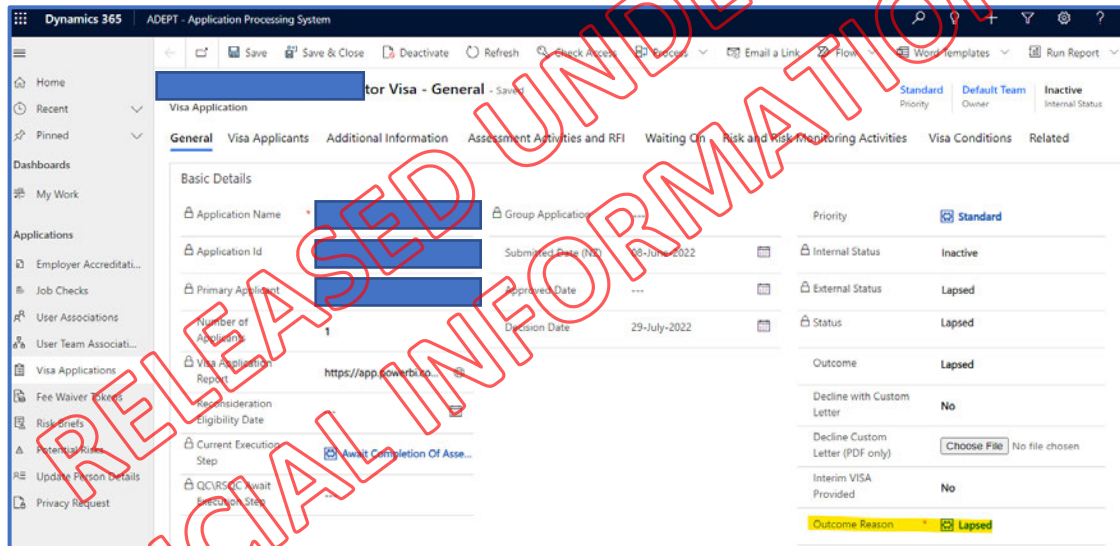 Dynamics 365 ADEPT - Application Processing System
Save Save & Close Deactivate Refresh Check Access Process Email a Link Flow Word Templates Run Report
Home
Recent
Pinned
Dashboards
My Work
Applications
Employer Accreditati...
Job Checks
User Associations
User Team Associati...
Visa Applications
Fee Waiver Tokens
Risk Briefs
Potential Risks
Update Person Details
Privacy Request
tor Visa - General - Saved
Visa Application
Standard
Priority
Default Team
Owner
Inactive
Internal Status
General Visa Applicants Additional Information Assessment Activities and RFI Waiting On Risk and Risk Monitoring Activities Visa Conditions Related
Basic Details
Application Name *
Application Id
Primary Applicant
Number of
Applicants
1
Visa Application
Report
https://app.powerbi.co...
Reconsideration
Eligibility Date
---
Current Execution
Step
Await Completion Of Asse...
QC\RSQC Await
Execution Step
---
Group Application ---
Submitted Date (NZ) 08-June-2022
Approved Date ---
Decision Date 29-July-2022
Priority Standard
Internal Status Inactive
External Status Lapsed
Status Lapsed
Outcome Lapsed
Decline with Custom
Letter
No
Decline Custom
Letter (PDF only)
Choose File No file chosen
Interim VISA
Provided
No
Outcome Reason * Lapsed
RELEASED UNDE
CIAL INFORMATION